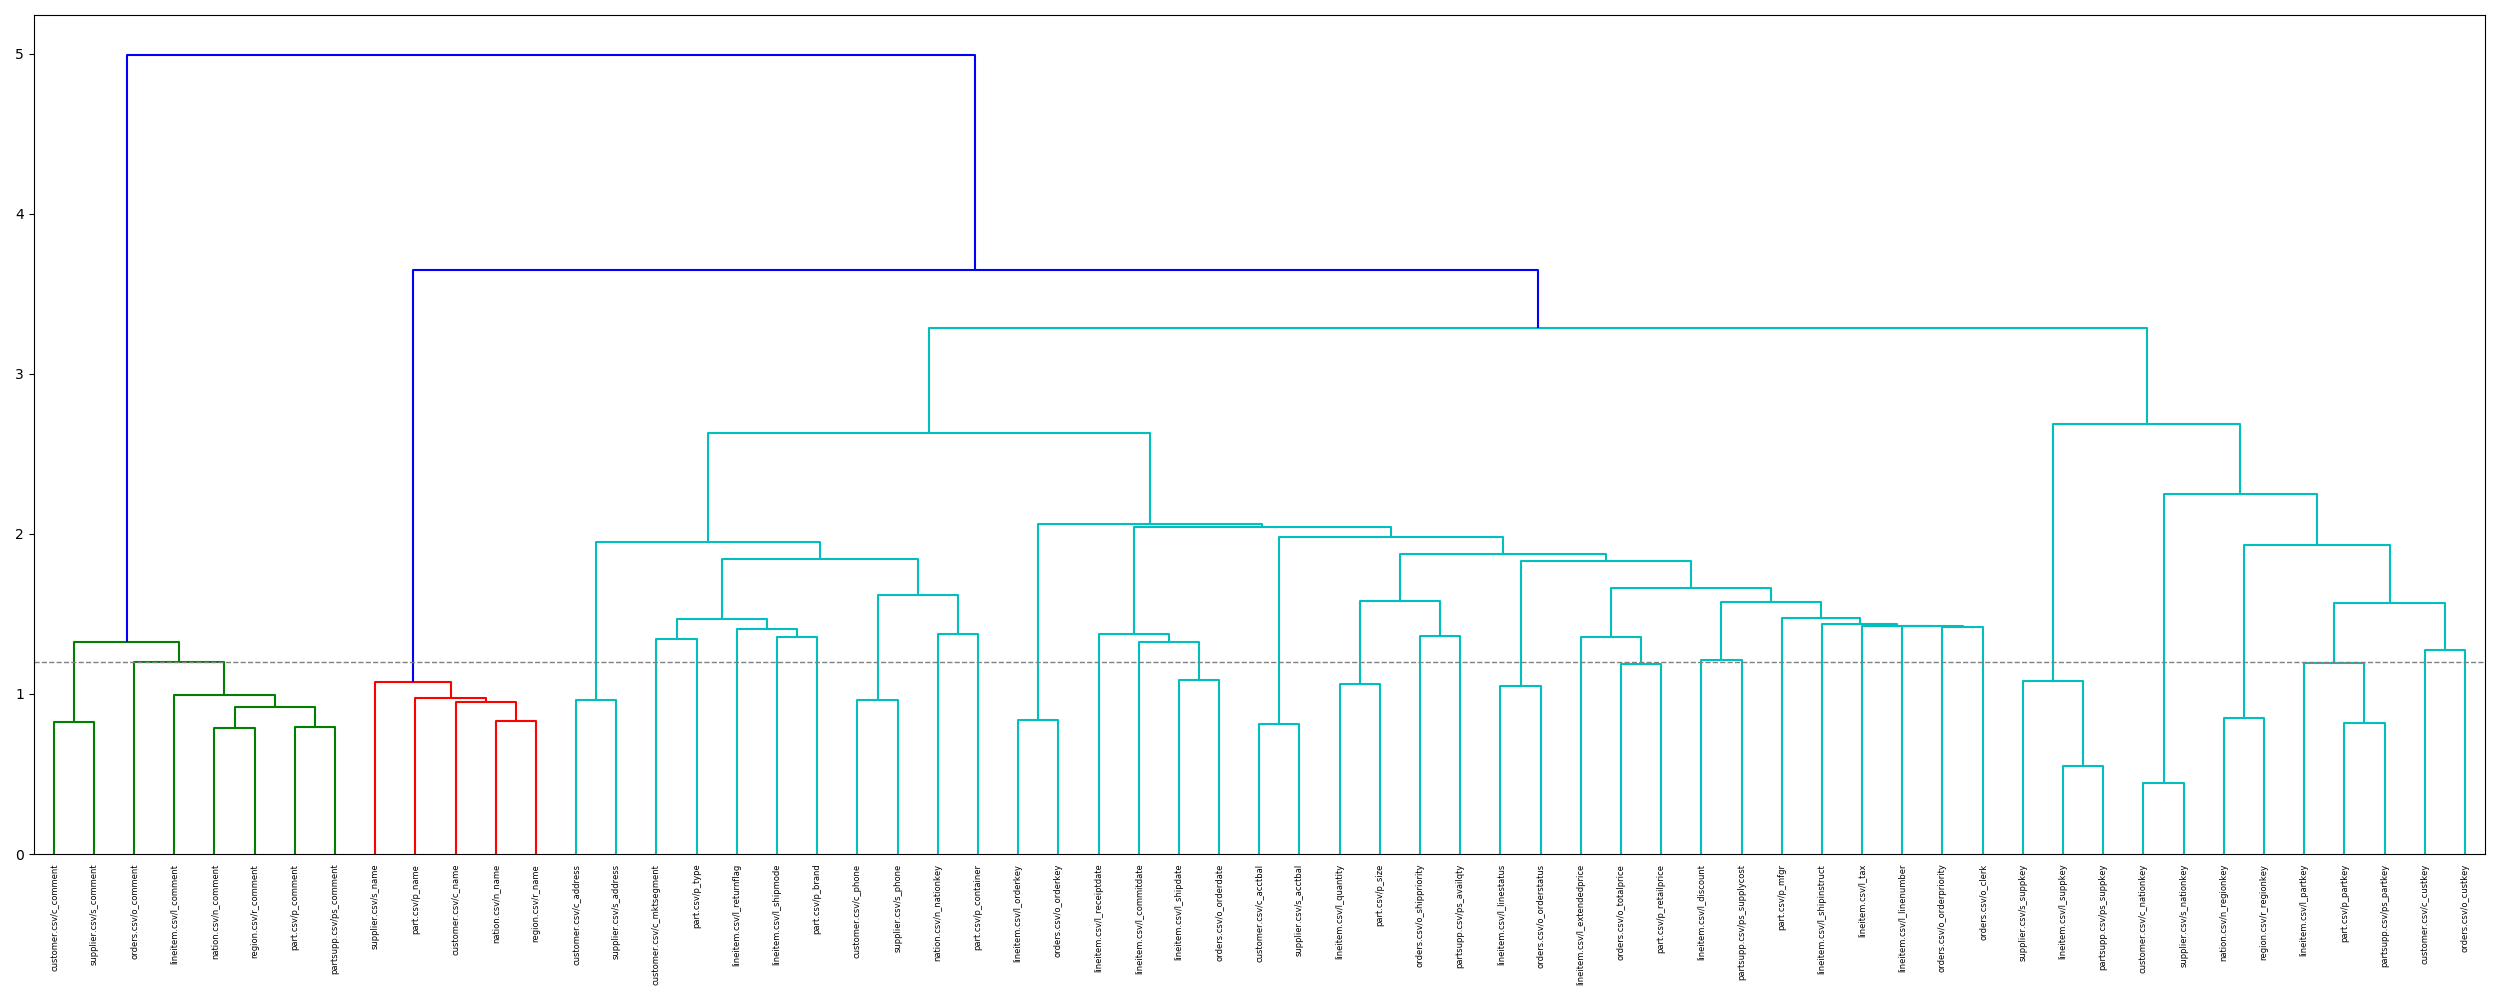 5
4
3
2
1
0
customer.csv/c_comment
supplier.csv/s_comment
orders.csv/o_comment
lineitem.csv/l_comment
nation.csv/n_comment
region.csv/r_comment
part.csv/p_comment
partsupp.csv/ps_comment
supplier.csv/s_name
part.csv/p_name
customer.csv/c_name
nation.csv/n_name
region.csv/r_name
customer.csv/c_address
supplier.csv/s_address
customer.csv/c_mktsegment
part.csv/p_type
lineitem.csv/l_returnflag
lineitem.csv/l_shipmode
part.csv/p_brand
customer.csv/c_phone
supplier.csv/s_phone
nation.csv/n_nationkey
part.csv/p_container
lineitem.csv/l_orderkey
orders.csv/o_orderkey
lineitem.csv/l_receiptdate
lineitem.csv/l_commitdate
lineitem.csv/l_shipdate
orders.csv/o_orderdate
customer.csv/c_acctbal
supplier.csv/s_acctbal
lineitem.csv/l_quantity
part.csv/p_size
orders.csv/o_shippriority
partsupp.csv/ps_availqty
lineitem.csv/l_linestatus
orders.csv/o_orderstatus
lineitem.csv/l_extendedprice
orders.csv/o_totalprice
part.csv/p_retailprice
lineitem.csv/l_discount
partsupp.csv/ps_supplycost
part.csv/p_mfgr
lineitem.csv/l_shipinstruct
lineitem.csv/l_tax
lineitem.csv/l_linenumber
orders.csv/o_orderpriority
orders.csv/o_clerk
supplier.csv/s_suppkey
lineitem.csv/l_suppkey
partsupp.csv/ps_suppkey
customer.csv/c_nationkey
supplier.csv/s_nationkey
nation.csv/n_regionkey
region.csv/r_regionkey
lineitem.csv/l_partkey
part.csv/p_partkey
partsupp.csv/ps_partkey
customer.csv/c_custkey
orders.csv/o_custkey